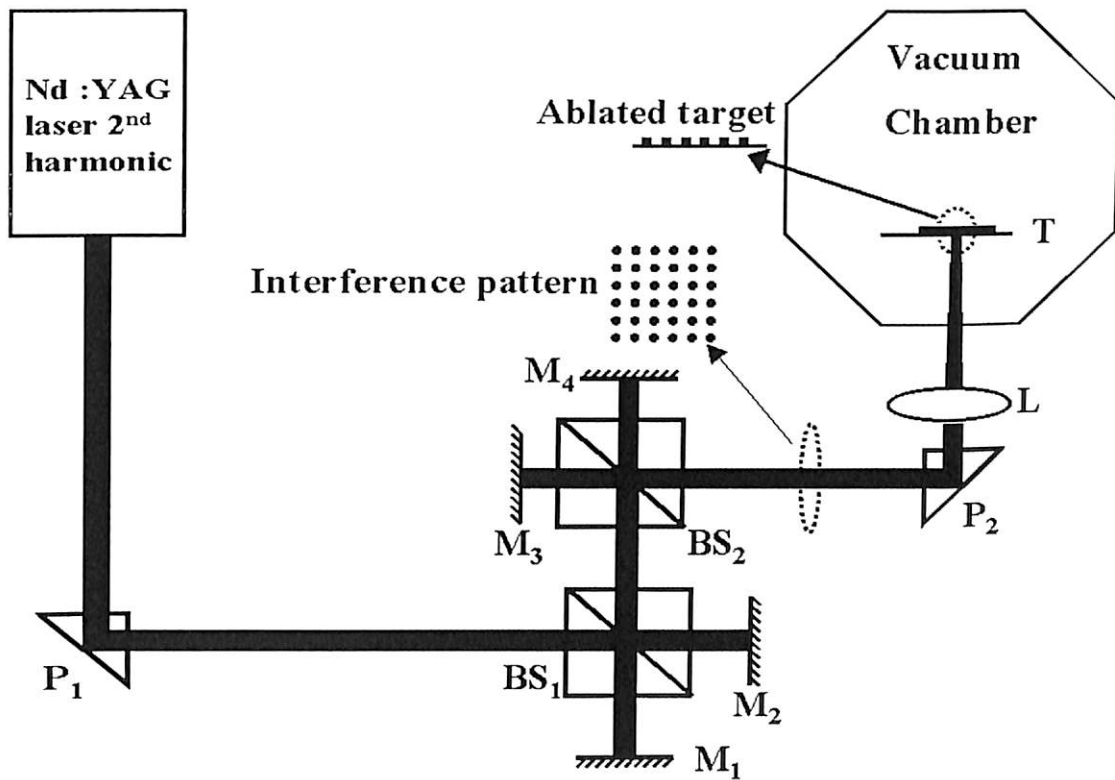 Nd :YAG
laser 2nd
harmonic
Vacuum
Chamber
Ablated target
T
Interference pattern
M4
L
M3
BS2
P2
P1
BS1
M2
M1